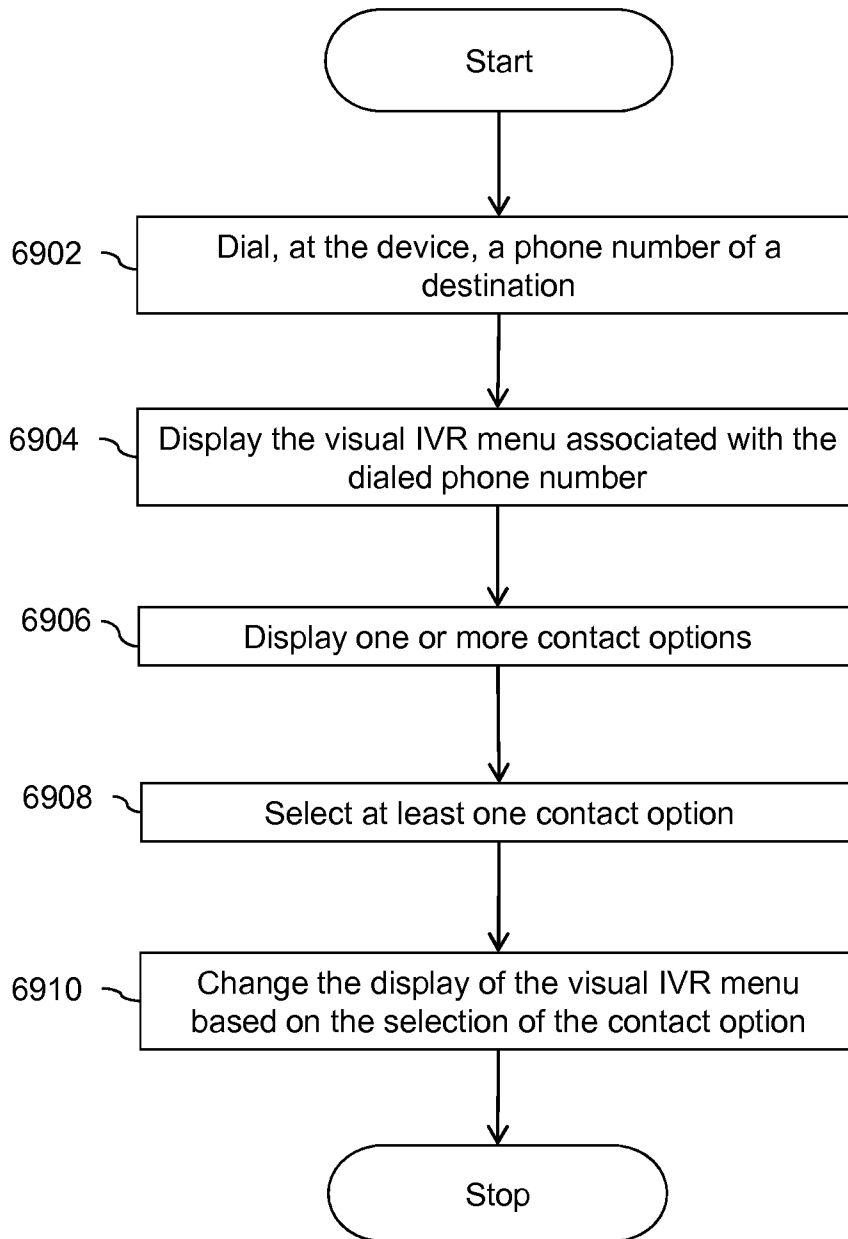 Start
6902
Dial, at the device, a phone number of a
destination
6904
Display the visual IVR menu associated with the
dialed phone number
6906
Display one or more contact options
6908
Select at least one contact option
6910
Change the display of the visual IVR menu
based on the selection of the contact option
Stop